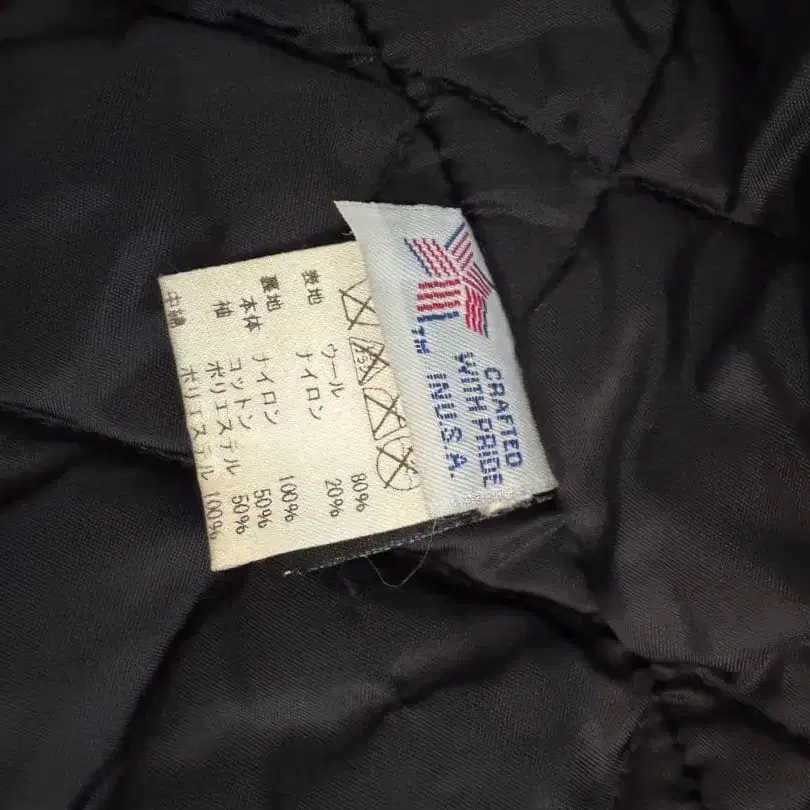 CRAFTED
WITH PRIDE
IN U.S.A.
TM
表地 ウール 80%
ナイロン 20%
裏地
本体 ナイロン 100%
袖 コットン 50%
ポリエステル 50%
中綿 ポリエステル 100%